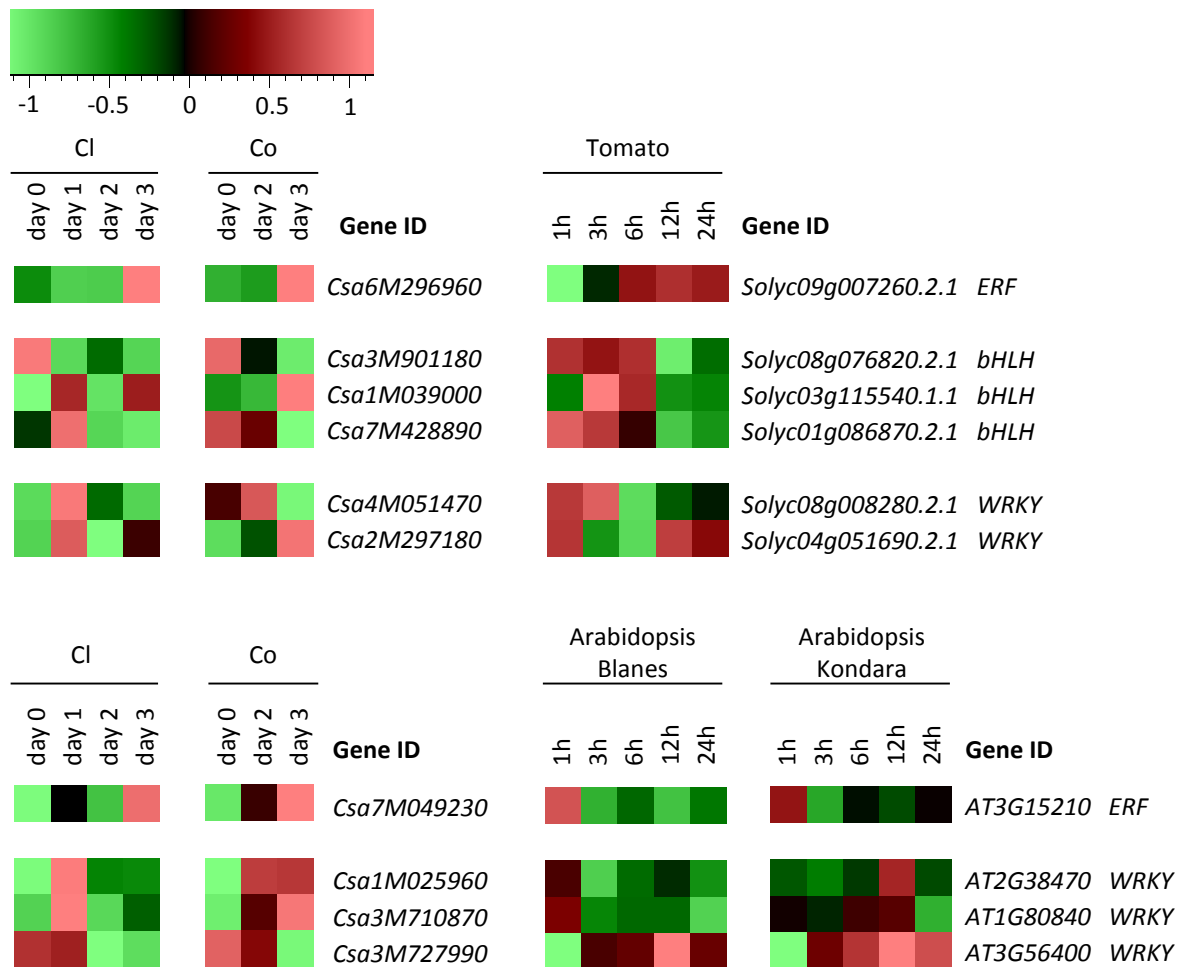 -1 -0.5 0 0.5 1
Cl Co Tomato
day 0 day 1 day 2 day 3 day 0 day 2 day 3 Gene ID 1h 3h 6h 12h 24h Gene ID
Csa6M296960 Solyc09g007260.2.1 ERF
Csa3M901180 Solyc08g076820.2.1 bHLH
Csa1M039000 Solyc03g115540.1.1 bHLH
Csa7M428890 Solyc01g086870.2.1 bHLH
Csa4M051470 Solyc08g008280.2.1 WRKY
Csa2M297180 Solyc04g051690.2.1 WRKY
Cl Co Arabidopsis Arabidopsis
Blanes Kondara
day 0 day 1 day 2 day 3 day 0 day 2 day 3 Gene ID 1h 3h 6h 12h 24h 1h 3h 6h 12h 24h Gene ID
Csa7M049230 AT3G15210 ERF
Csa1M025960 AT2G38470 WRKY
Csa3M710870 AT1G80840 WRKY
Csa3M727990 AT3G56400 WRKY